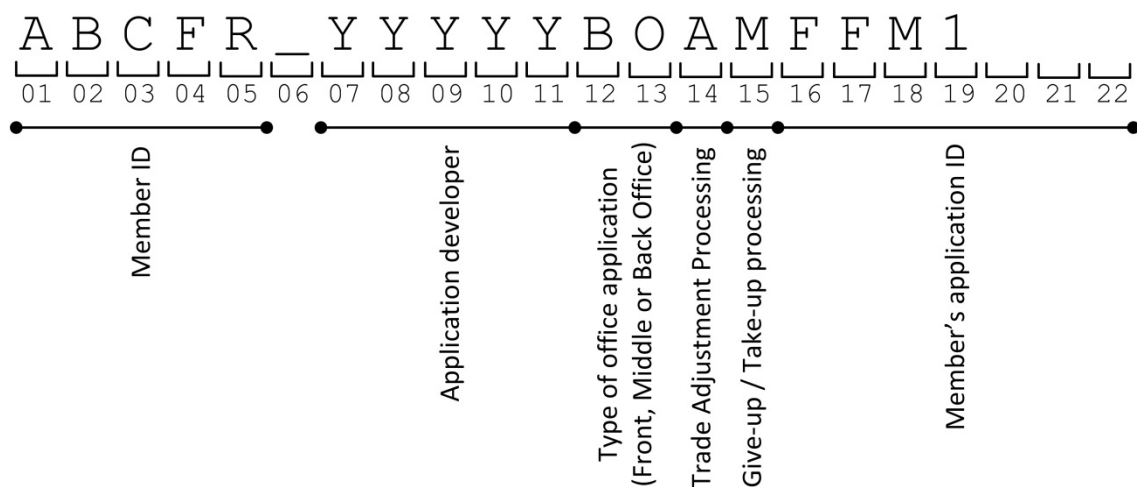 A B C F R _ Y Y Y Y Y B O A M F F M 1
01 02 03 04 05 06 07 08 09 10 11 12 13 14 15 16 17 18 19 20 21 22
Member ID
Application developer
Type of office application
(Front, Middle or Back Office)
Trade Adjustment Processing
Give-up / Take-up processing
Member’s application ID